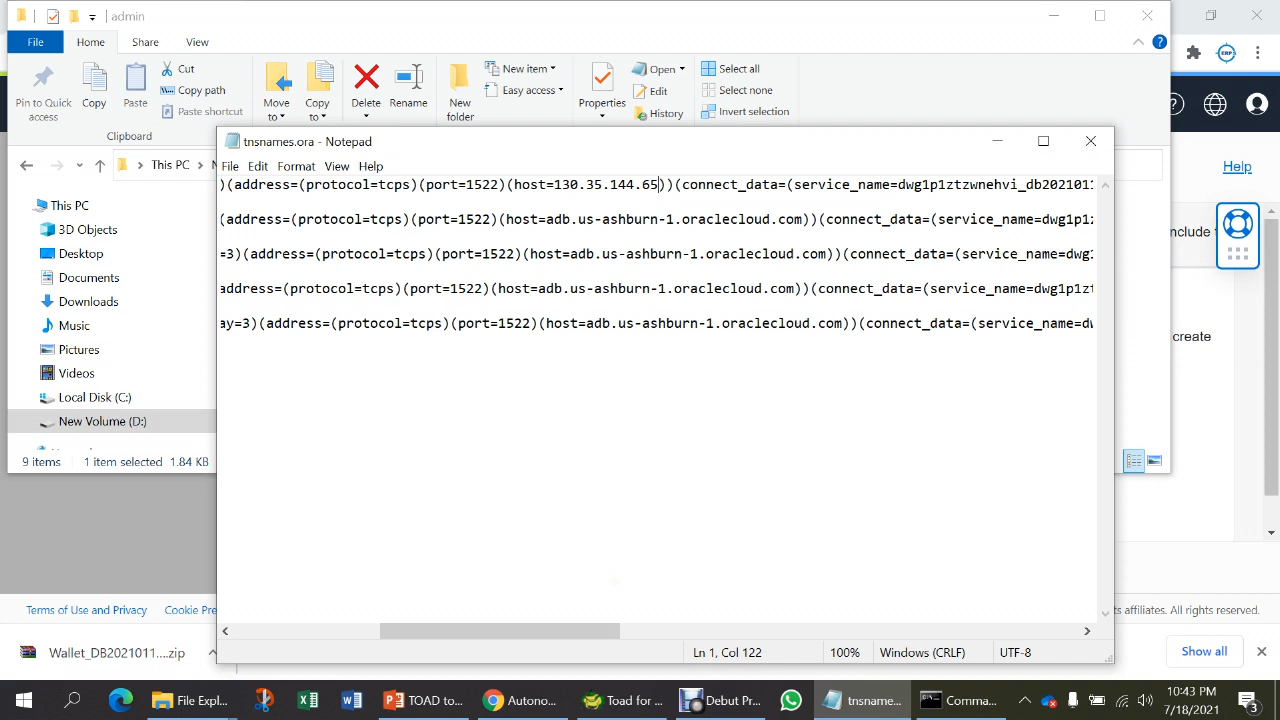 admin
File
Home
Share
View
Pin to Quick access
Copy
Paste
Cut
Copy path
Paste shortcut
Clipboard
Move to
Copy to
Delete
Rename
New folder
New item
Easy access
Properties
Open
Edit
History
Select all
Select none
Invert selection
This PC
Help
tnsnames.ora - Notepad
File
Edit
Format
View
Help
)(address=(protocol=tcps)(port=1522)(host=130.35.144.65))(connect_data=(service_name=dwg1p1ztzwnehvi_db202101
(address=(protocol=tcps)(port=1522)(host=adb.us-ashburn-1.oraclecloud.com))(connect_data=(service_name=dwg1p1z
=3)(address=(protocol=tcps)(port=1522)(host=adb.us-ashburn-1.oraclecloud.com))(connect_data=(service_name=dwg1
address=(protocol=tcps)(port=1522)(host=adb.us-ashburn-1.oraclecloud.com))(connect_data=(service_name=dwg1p1zt
ay=3)(address=(protocol=tcps)(port=1522)(host=adb.us-ashburn-1.oraclecloud.com))(connect_data=(service_name=dw
This PC
3D Objects
Desktop
Documents
Downloads
Music
Pictures
Videos
Local Disk (C:)
New Volume (D:)
9 items
1 item selected
1.84 KB
include
create
Ln 1, Col 122
100%
Windows (CRLF)
UTF-8
Terms of Use and Privacy
Cookie Pre
s affiliates. All rights reserved.
Wallet_DB2021011....zip
Show all
File Expl...
TOAD to...
Autono...
Toad for ...
Debut Pr...
tnsname...
Comma...
10:43 PM
7/18/2021
3